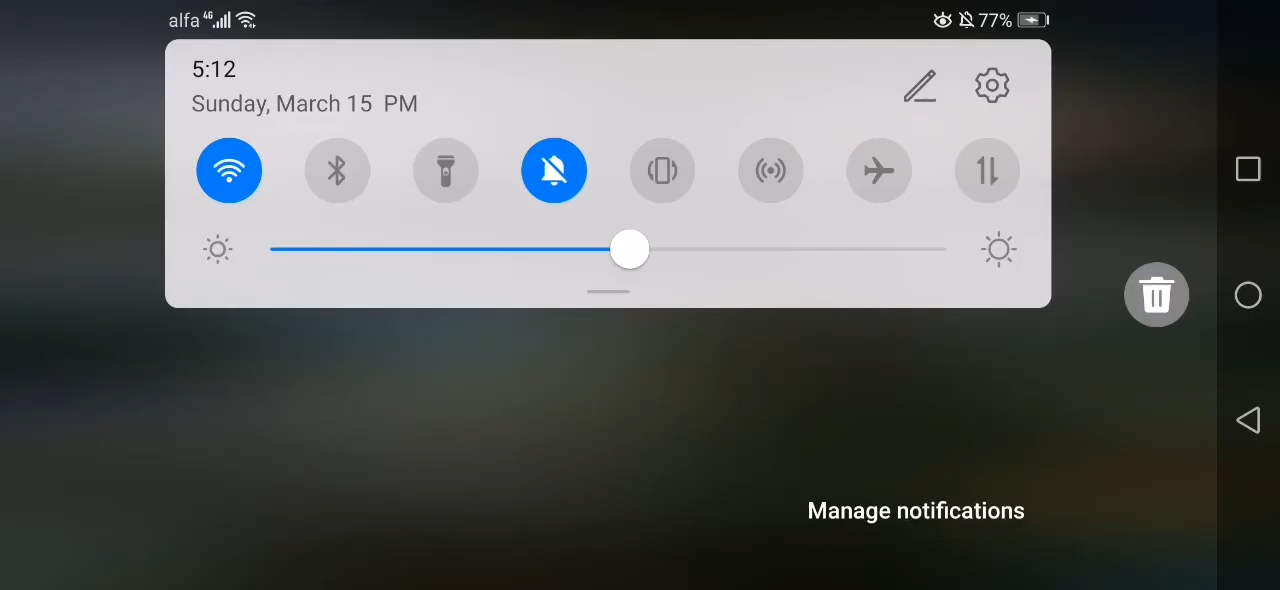 alfa 4G
77%
5:12
Sunday, March 15 PM
Manage notifications